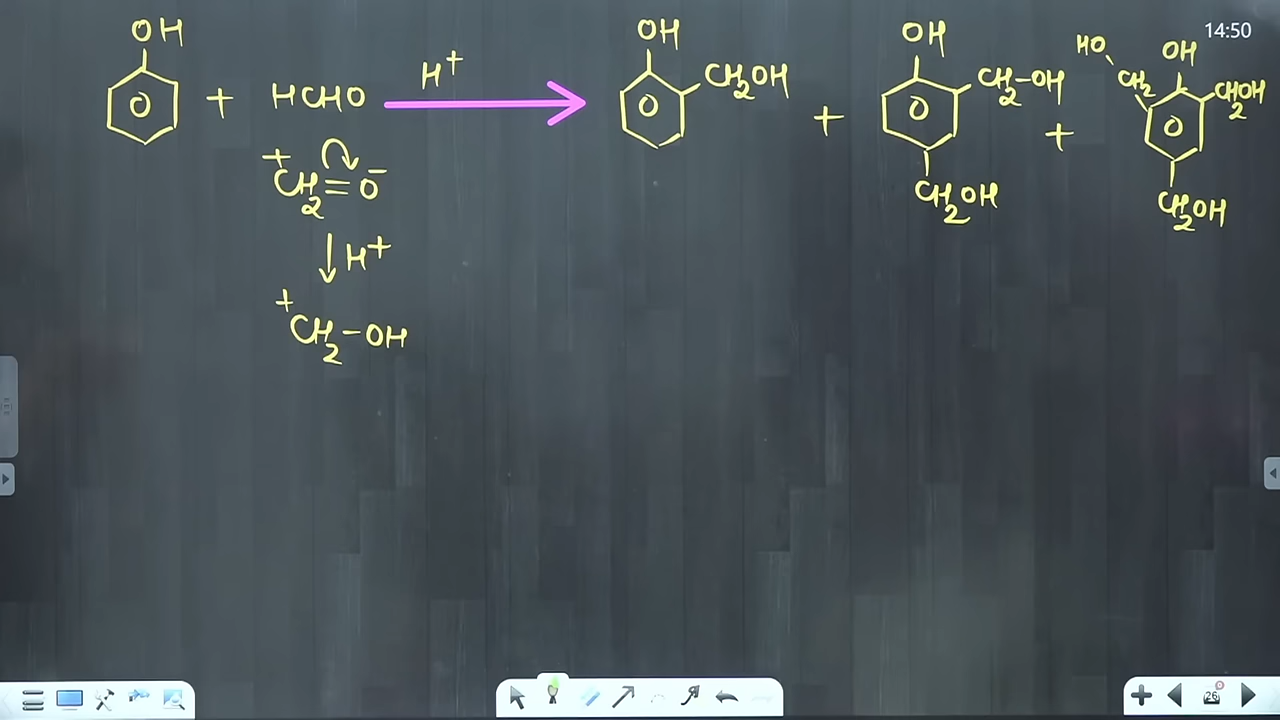 OH + HCHO H⁺ → OH CH₂OH + OH CH₂-OH CH₂OH + HO CH₂ OH CH₂OH CH₂OH
⁺CH₂=O⁻
↓ H⁺
⁺CH₂-OH
14:50
26